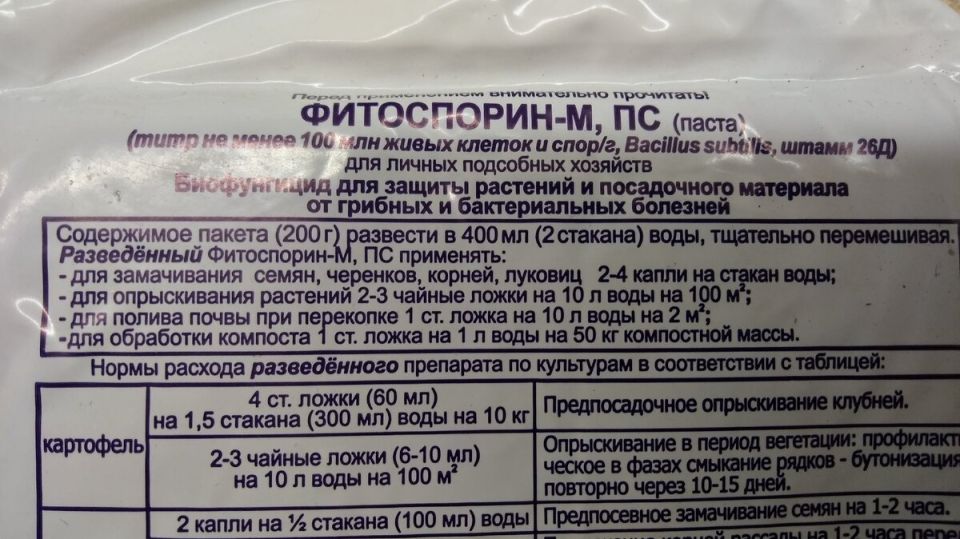 Перед применением внимательно прочитать!
ФИТОСПОРИН-М, ПС (паста)
(титр не менее 100 млн живых клеток и спор/г, Bacillus subtilis, штамм 26Д)
для личных подсобных хозяйств
Биофунгицид для защиты растений и посадочного материала
от грибных и бактериальных болезней
Содержимое пакета (200 г) развести в 400 мл (2 стакана) воды, тщательно перемешивая.
Разведённый Фитоспорин-М, ПС применять:
- для замачивания семян, черенков, корней, луковиц 2-4 капли на стакан воды;
- для опрыскивания растений 2-3 чайные ложки на 10 л воды на 100 м²;
- для полива почвы при перекопке 1 ст. ложка на 10 л воды на 2 м²;
-для обработки компоста 1 ст. ложка на 1 л воды на 50 кг компостной массы.
Нормы расхода разведённого препарата по культурам в соответствии с таблицей:
картофель
4 ст. ложки (60 мл)
на 1,5 стакана (300 мл) воды на 10 кг
Предпосадочное опрыскивание клубней.
2-3 чайные ложки (6-10 мл)
на 10 л воды на 100 м²
Опрыскивание в период вегетации: профилакти
ческое в фазах смыкание рядков - бутонизация
повторно через 10-15 дней.
2 капли на ½ стакана (100 мл) воды
Предпосевное замачивание семян на 1-2 часа.
корней рассады на 1-2 часа пере